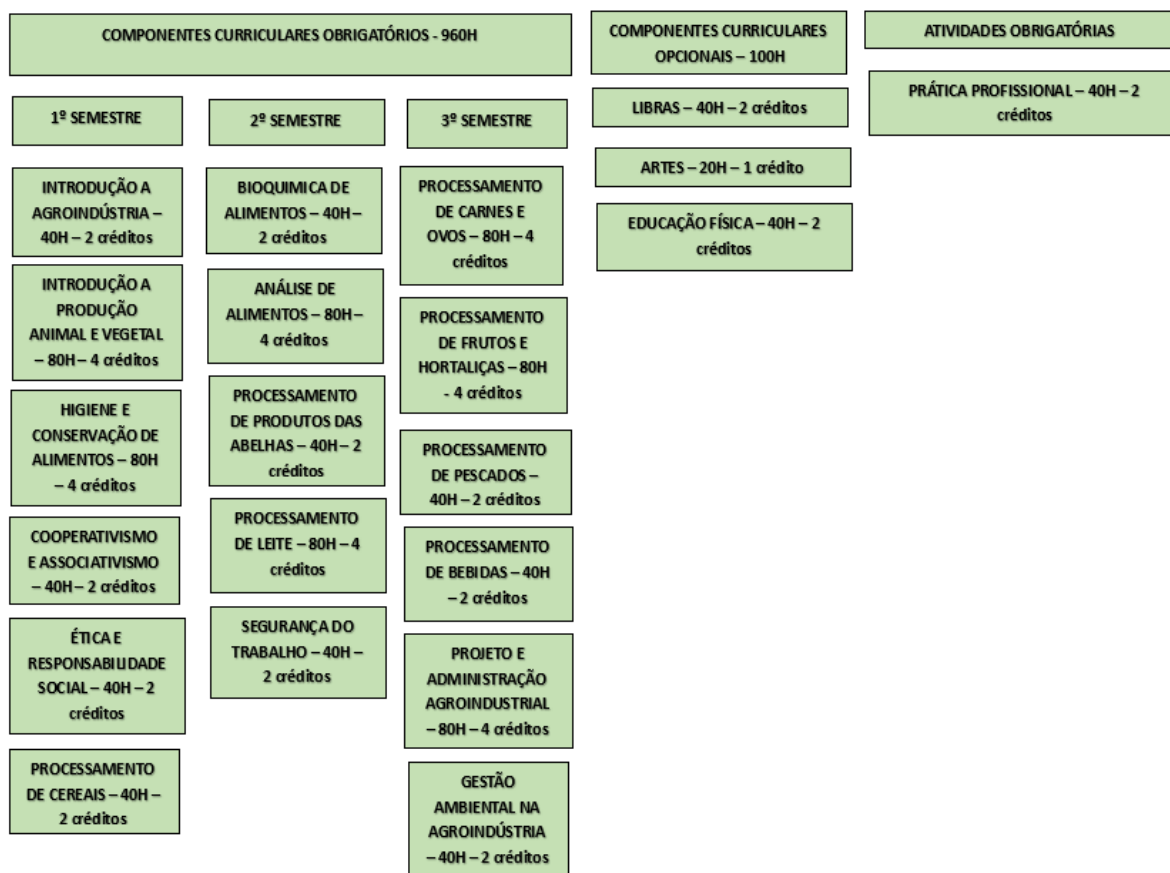 COMPONENTES CURRICULARES OBRIGATÓRIOS - 960H
1º SEMESTRE
INTRODUÇÃO A
AGROINDÚSTRIA –
40H – 2 créditos
INTRODUÇÃO A
PRODUÇÃO
ANIMAL E VEGETAL
– 80H – 4 créditos
HIGIENE E
CONSERVAÇÃO DE
ALIMENTOS – 80H
– 4 créditos
COOPERATIVISMO
E ASSOCIATIVISMO
– 40H – 2 créditos
ÉTICA E
RESPONSABILIDADE
SOCIAL – 40H – 2
créditos
PROCESSAMENTO
DE CEREAIS – 40H –
2 créditos
2º SEMESTRE
BIOQUIMICA DE
ALIMENTOS – 40H –
2 créditos
ANÁLISE DE
ALIMENTOS – 80H –
4 créditos
PROCESSAMENTO
DE PRODUTOS DAS
ABELHAS – 40H – 2
créditos
PROCESSAMENTO
DE LEITE – 80H – 4
créditos
SEGURANÇA DO
TRABALHO – 40H –
2 créditos
3º SEMESTRE
PROCESSAMENTO
DE CARNES E
OVOS – 80H – 4
créditos
PROCESSAMENTO
DE FRUTOS E
HORTALIÇAS – 80H
- 4 créditos
PROCESSAMENTO
DE PESCADOS –
40H – 2 créditos
PROCESSAMENTO
DE BEBIDAS – 40H
– 2 créditos
PROJETO E
ADMINISTRAÇÃO
AGROINDUSTRIAL
– 80H – 4 créditos
GESTÃO
AMBIENTAL NA
AGROINDÚSTRIA
– 40H – 2 créditos
COMPONENTES CURRICULARES
OPCIONAIS – 100H
LIBRAS – 40H – 2 créditos
ARTES – 20H – 1 crédito
EDUCAÇÃO FÍSICA – 40H – 2
créditos
ATIVIDADES OBRIGATÓRIAS
PRÁTICA PROFISSIONAL – 40H – 2
créditos